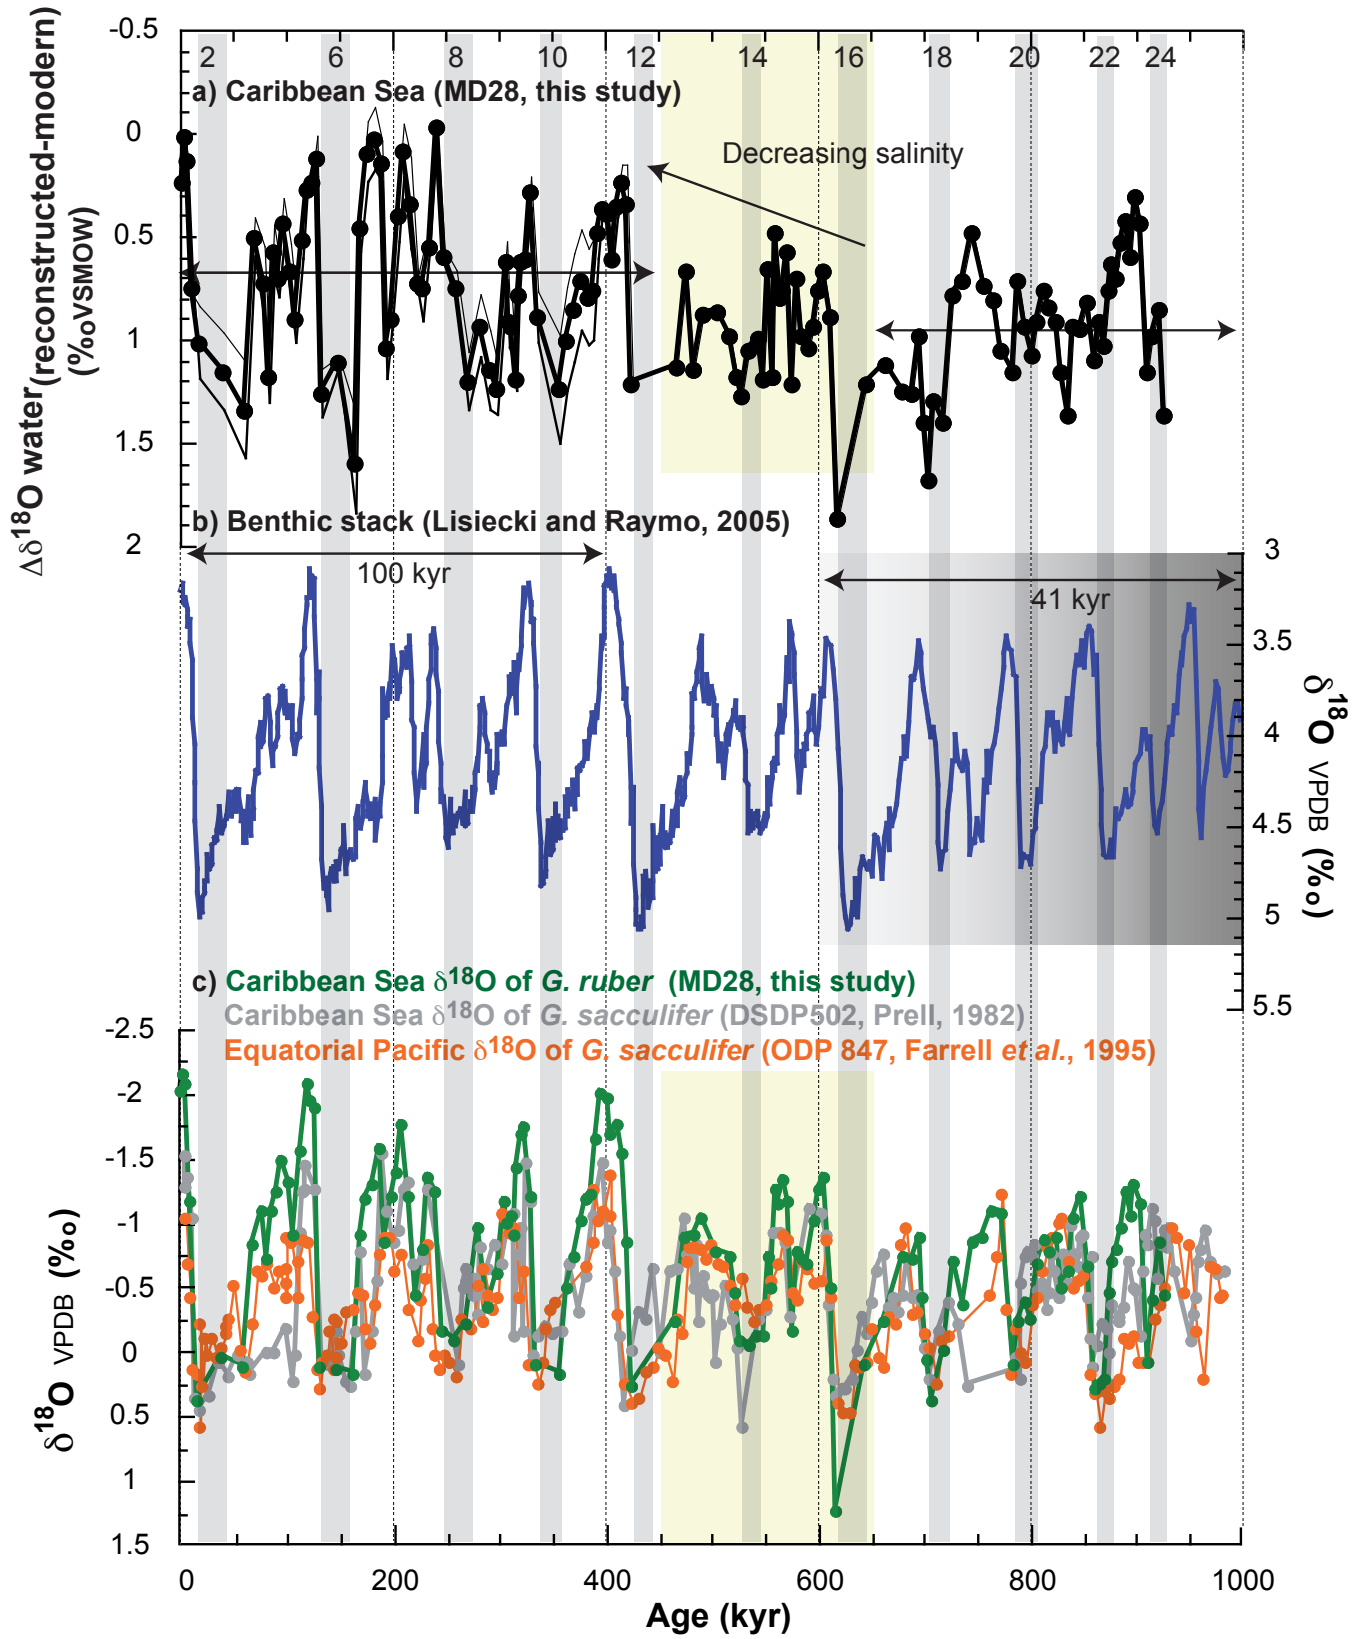 -0.5
2 6 8 10 12 14 16 18 20 22 24
a) Caribbean Sea (MD28, this study)
0
Decreasing salinity
0.5
1
1.5
2
Δδ18O water(reconstructed-modern)
(‰VSMOW)
b) Benthic stack (Lisiecki and Raymo, 2005)
100 kyr
41 kyr
3
3.5
4
4.5
5
5.5
δ18O VPDB (‰)
c) Caribbean Sea δ18O of G. ruber (MD28, this study)
Caribbean Sea δ18O of G. sacculifer (DSDP502, Prell, 1982)
Equatorial Pacific δ18O of G. sacculifer (ODP 847, Farrell et al., 1995)
-2.5
-2
-1.5
-1
-0.5
0
0.5
1
1.5
δ18O VPDB (‰)
0 200 400 600 800 1000
Age (kyr)